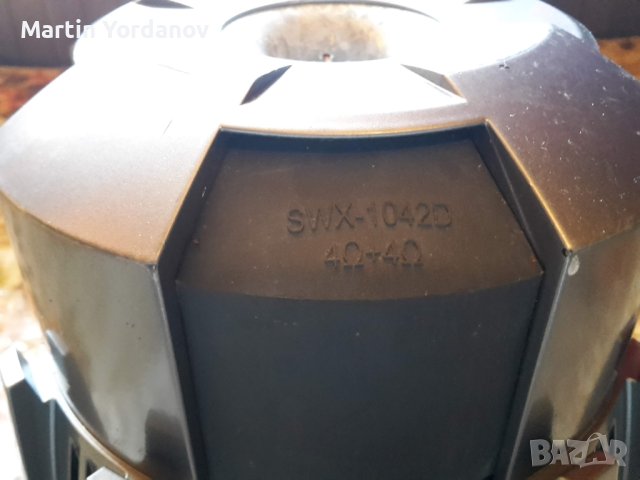 Martin Yordanov
SWX-1042D
4Ω+4Ω
BAZAR